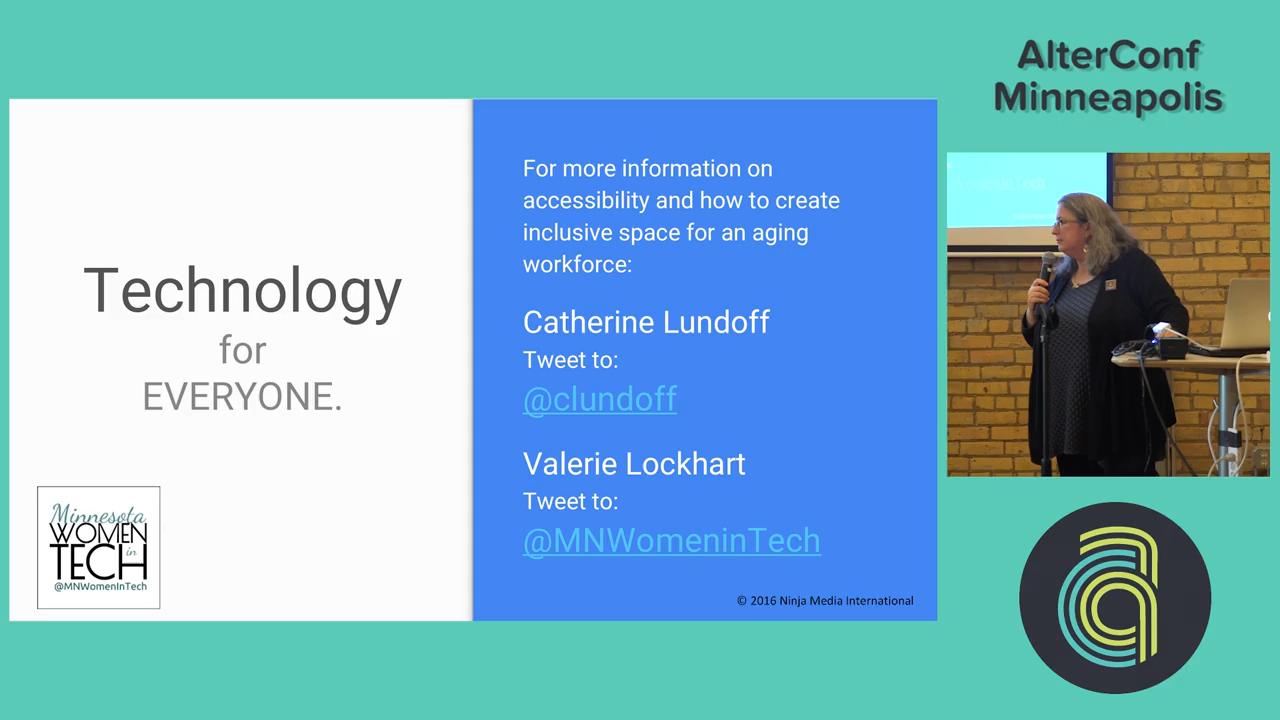 AlterConf
Minneapolis
Technology
for
EVERYONE.
Minnesota
WOMEN
in
TECH
@MNWomenInTech
For more information on
accessibility and how to create
inclusive space for an aging
workforce:
Catherine Lundoff
Tweet to:
@clundoff
Valerie Lockhart
Tweet to:
@MNWomeninTech
© 2016 Ninja Media International